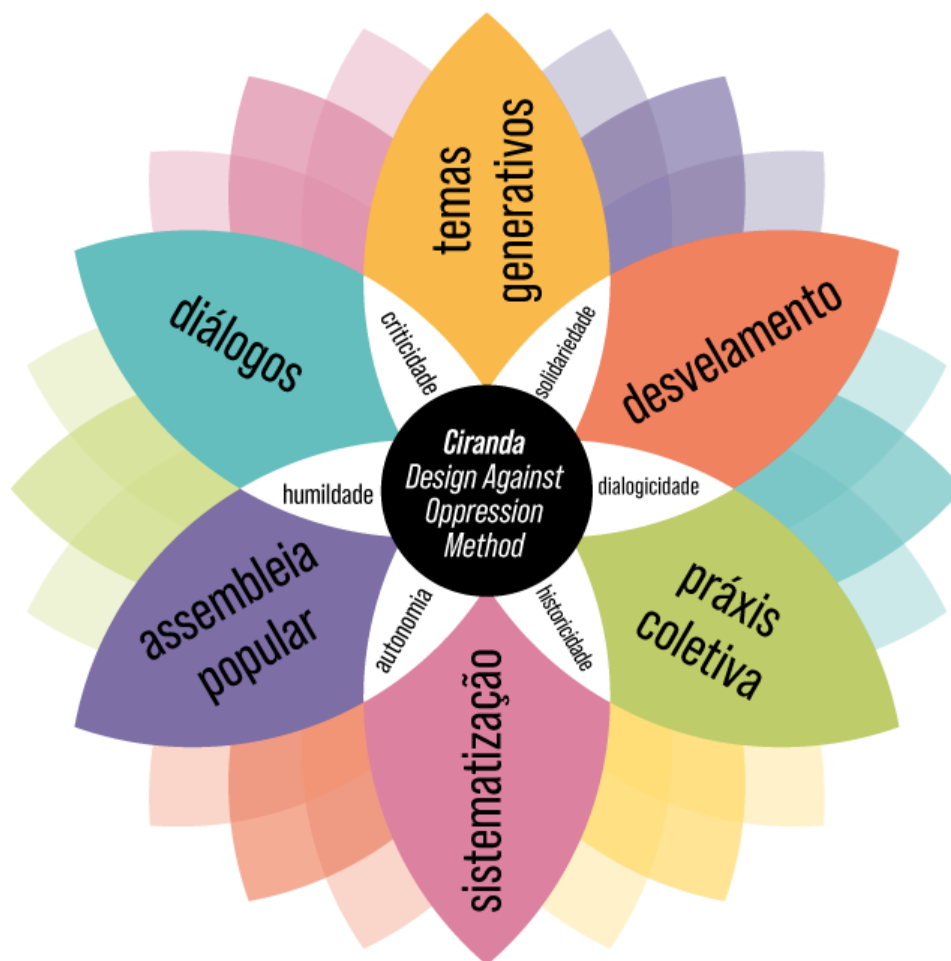 temas
generativos
desvelamento
práxis
coletiva
sistematização
assembleia
popular
diálogos
criticidade
solidariedade
dialogicidade
historicidade
autonomia
humildade
Ciranda
Design Against
Oppression
Method